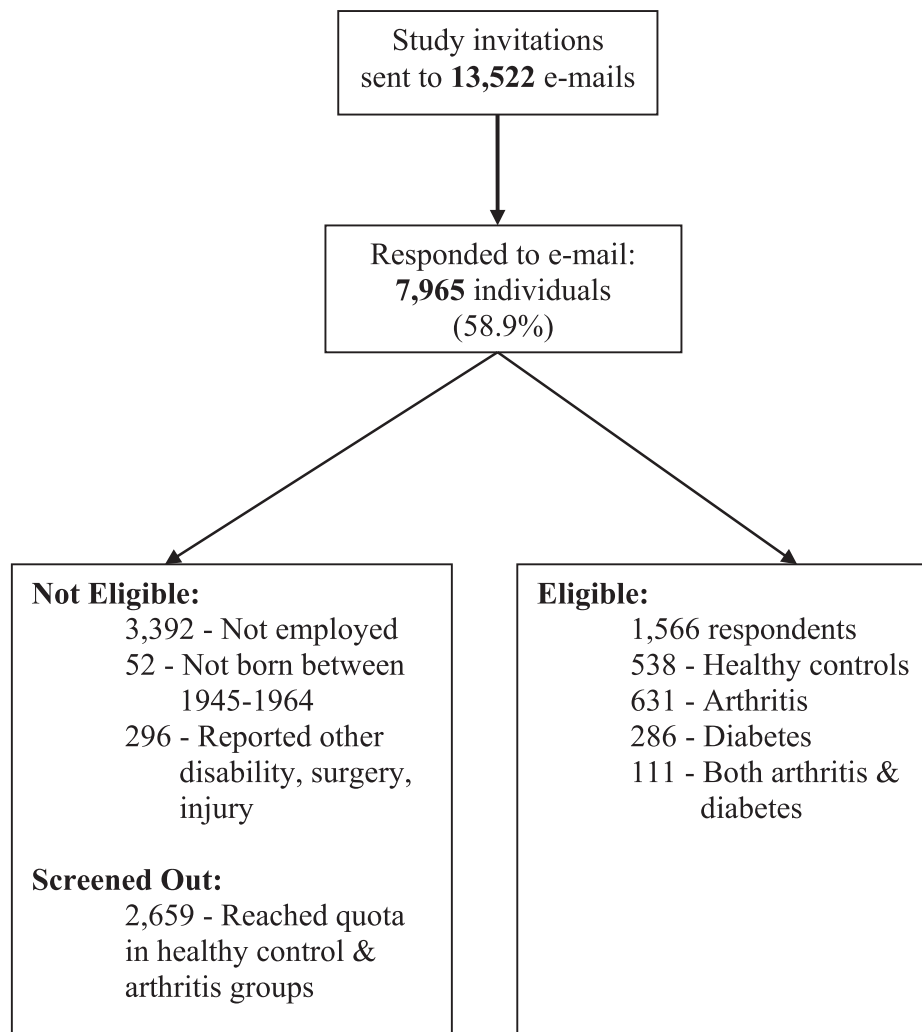 Study invitations
sent to 13,522 e-mails
Responded to e-mail:
7,965 individuals
(58.9%)
Not Eligible:
3,392 - Not employed
52 - Not born between
1945-1964
296 - Reported other
disability, surgery,
injury
Screened Out:
2,659 - Reached quota
in healthy control &
arthritis groups
Eligible:
1,566 respondents
538 - Healthy controls
631 - Arthritis
286 - Diabetes
111 - Both arthritis &
diabetes